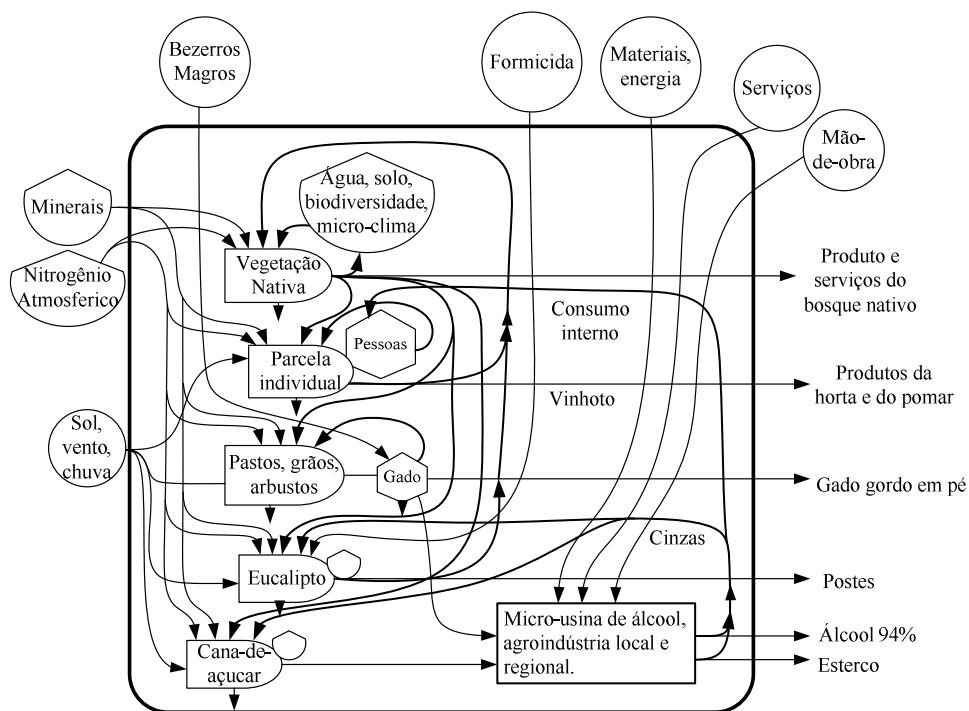 Bezerros
Magros
Formicida
Materiais,
energia
Serviços
Mão-
de-obra
Minerais
Água, solo,
biodiversidade,
micro-clima
Nitrogênio
Atmosferico
Vegetação
Nativa
Produto e
serviços do
bosque nativo
Consumo
interno
Pessoas
Parcela
individual
Vinhoto
Produtos da
horta e do pomar
Sol,
vento,
chuva
Pastos, grãos,
arbustos
Gado
Gado gordo em pé
Cinzas
Eucalipto
Postes
Micro-usina de álcool,
agroindústria local e
regional.
Álcool 94%
Esterco
Cana-de-
açucar